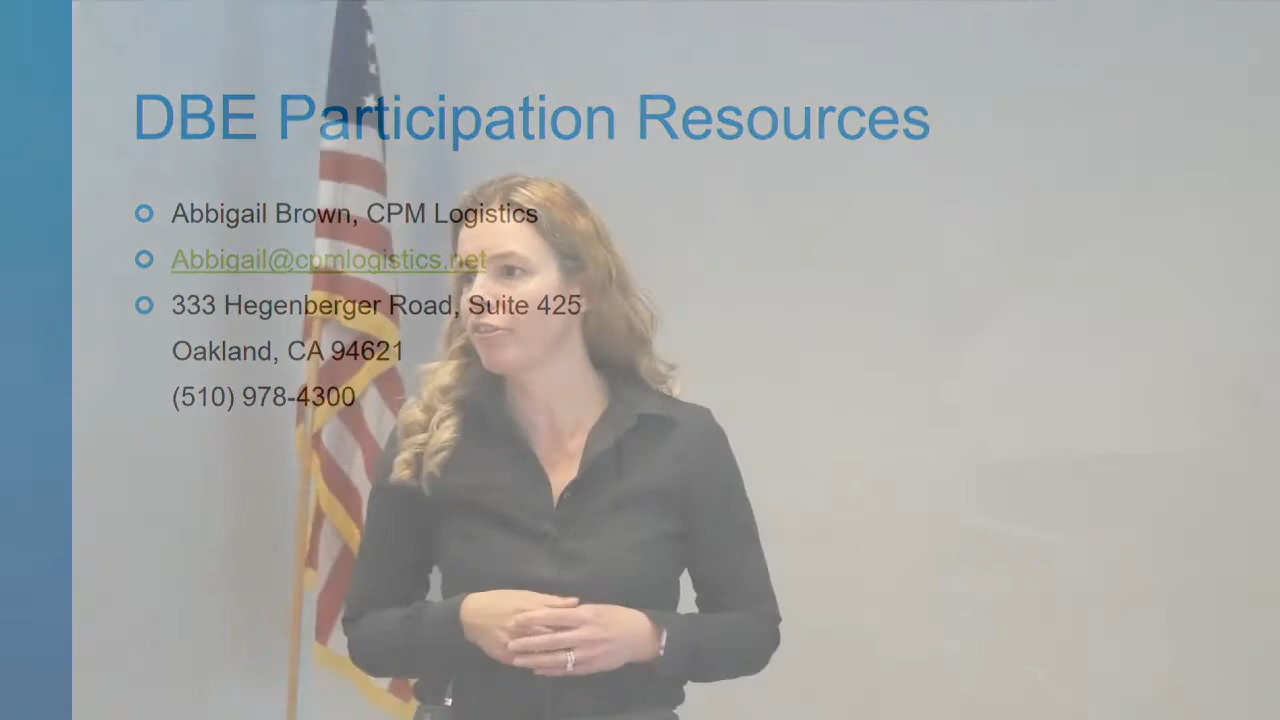 DBE Participation Resources
Abbigail Brown, CPM Logistics
Abbigail@cpmlogistics.net
333 Hegenberger Road, Suite 425
Oakland, CA 94621
(510) 978-4300